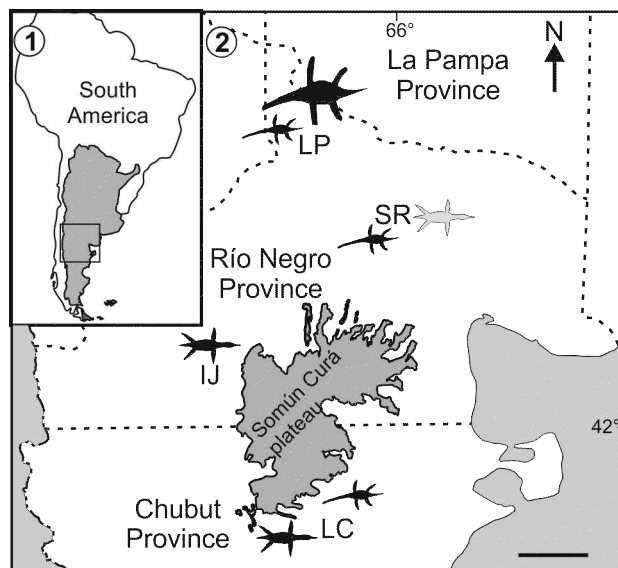 1
South
America
2
66°
N
La Pampa
Province
LP
SR
Río Negro
Province
IJ
Somún Curá
plateau
42°
Chubut
Province
LC